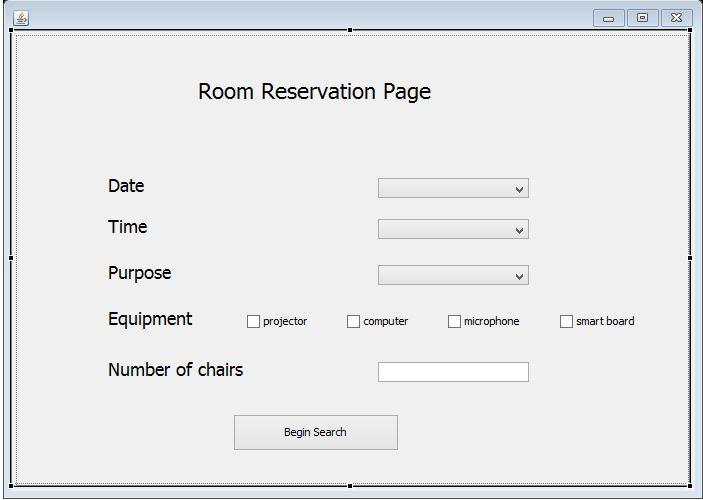 Room Reservation Page
Date
Time
Purpose
Equipment projector computer microphone smart board
Number of chairs
Begin Search